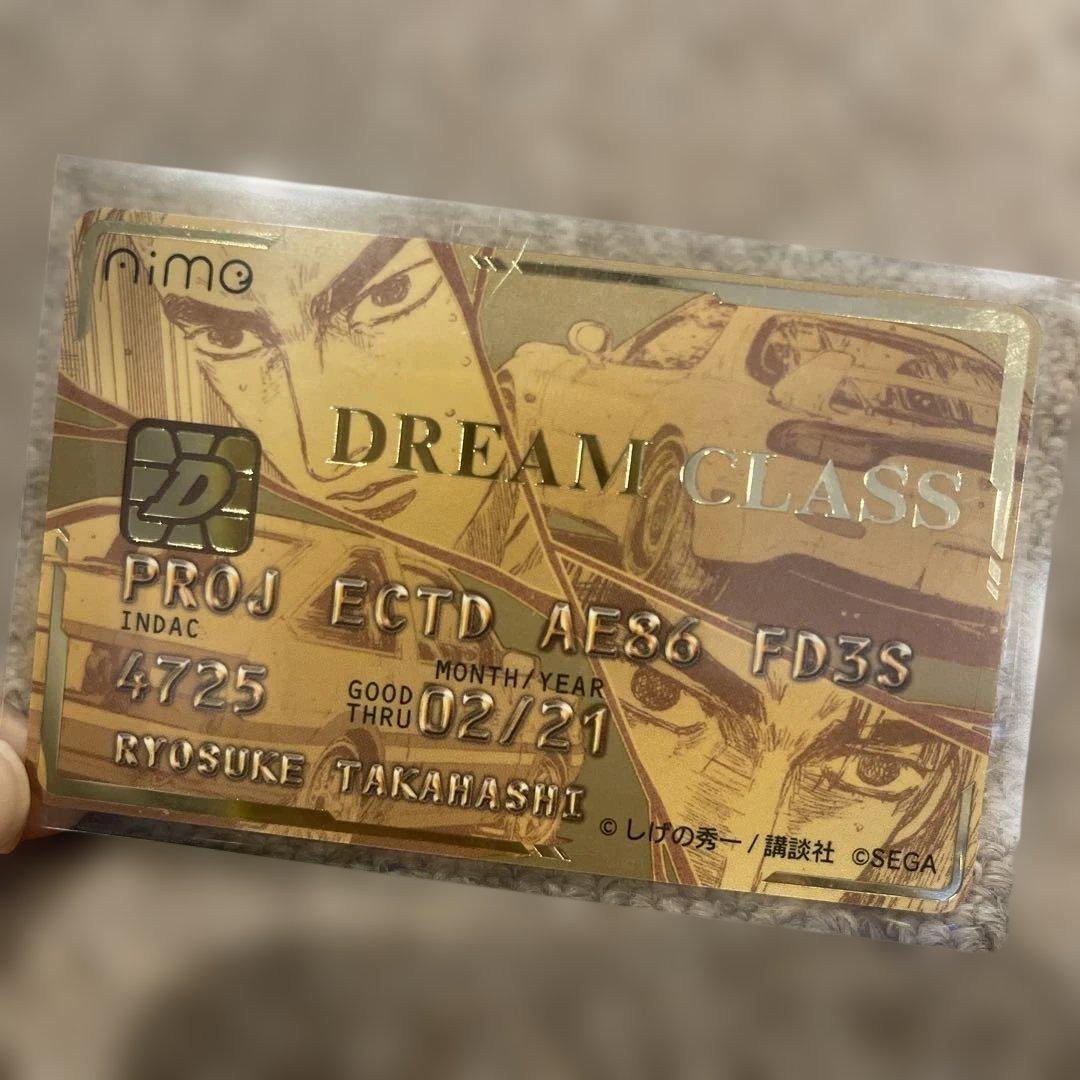 nimo
DREAM CLASS
D
PROJ ECTD AE86 FD3S
INDAC
4725
MONTH/YEAR
GOOD THRU 02/21
RYOSUKE TAKAHASHI
© しげの秀一 / 講談社 ©SEGA